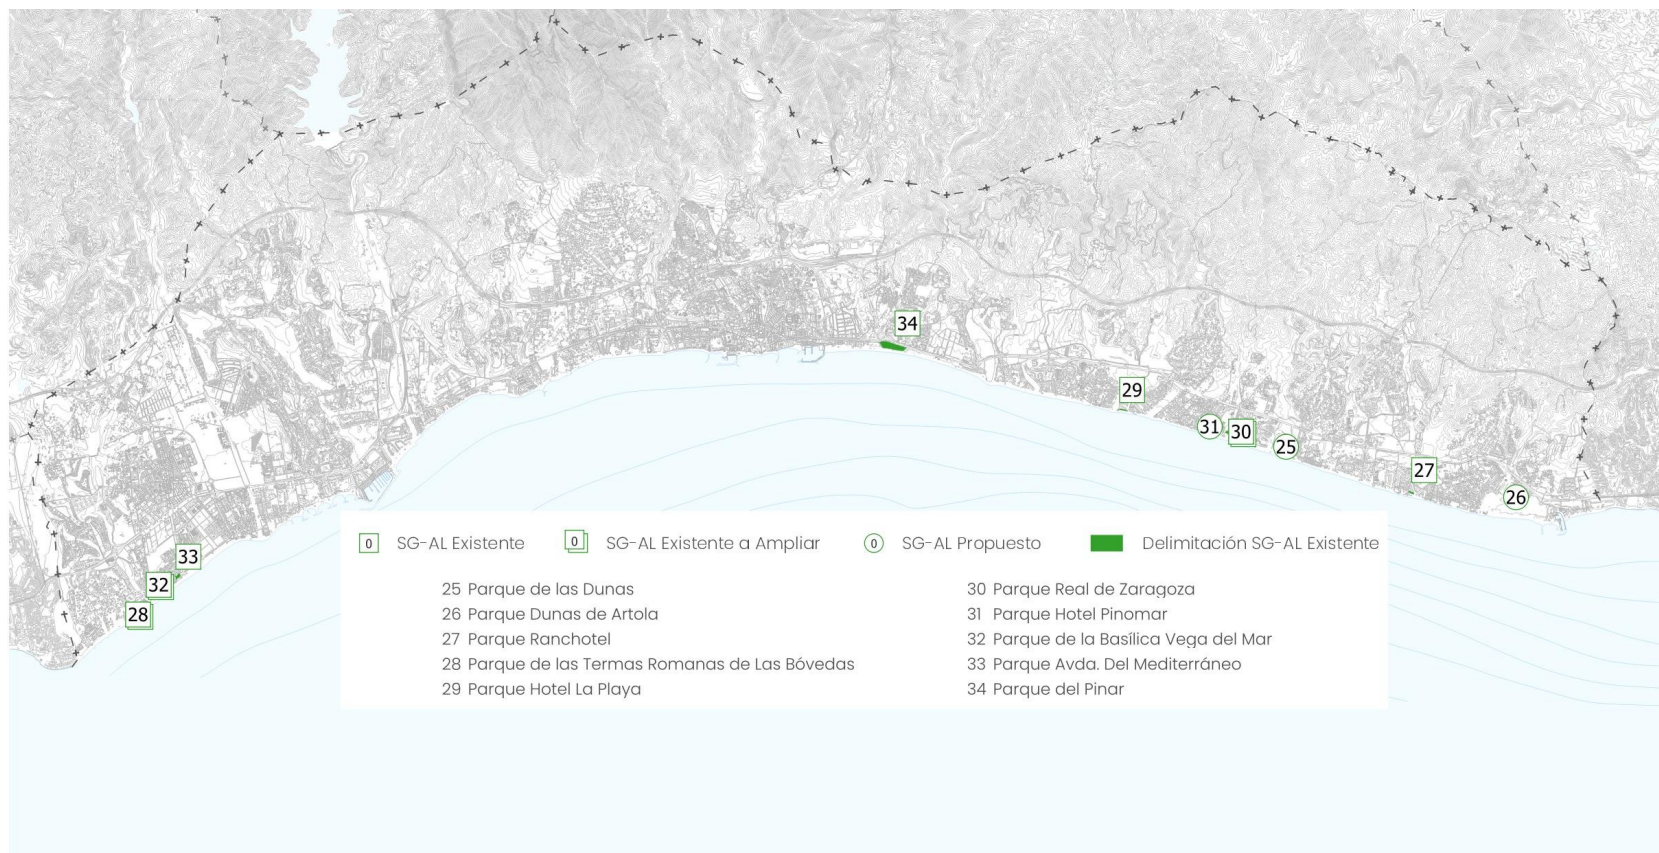 34
29
31
30
25
27
26
33
32
28
0 SG-AL Existente
0 SG-AL Existente a Ampliar
0 SG-AL Propuesto
Delimitación SG-AL Existente
25 Parque de las Dunas
26 Parque Dunas de Artola
27 Parque Ranchotel
28 Parque de las Termas Romanas de Las Bóvedas
29 Parque Hotel La Playa
30 Parque Real de Zaragoza
31 Parque Hotel Pinomar
32 Parque de la Basílica Vega del Mar
33 Parque Avda. Del Mediterráneo
34 Parque del Pinar